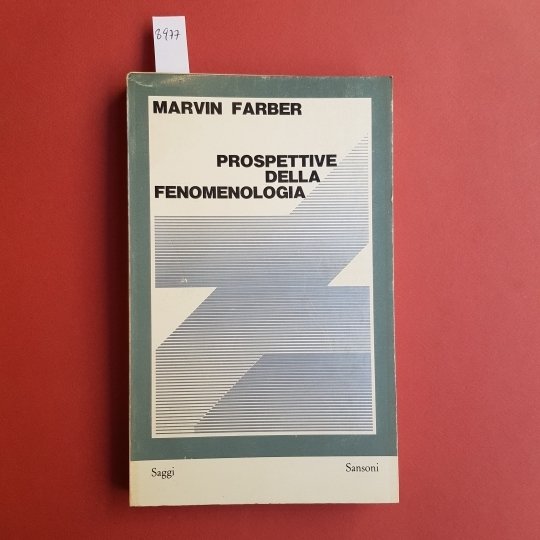 8977
MARVIN FARBER
PROSPETTIVE
DELLA
FENOMENOLOGIA
Saggi
Sansoni